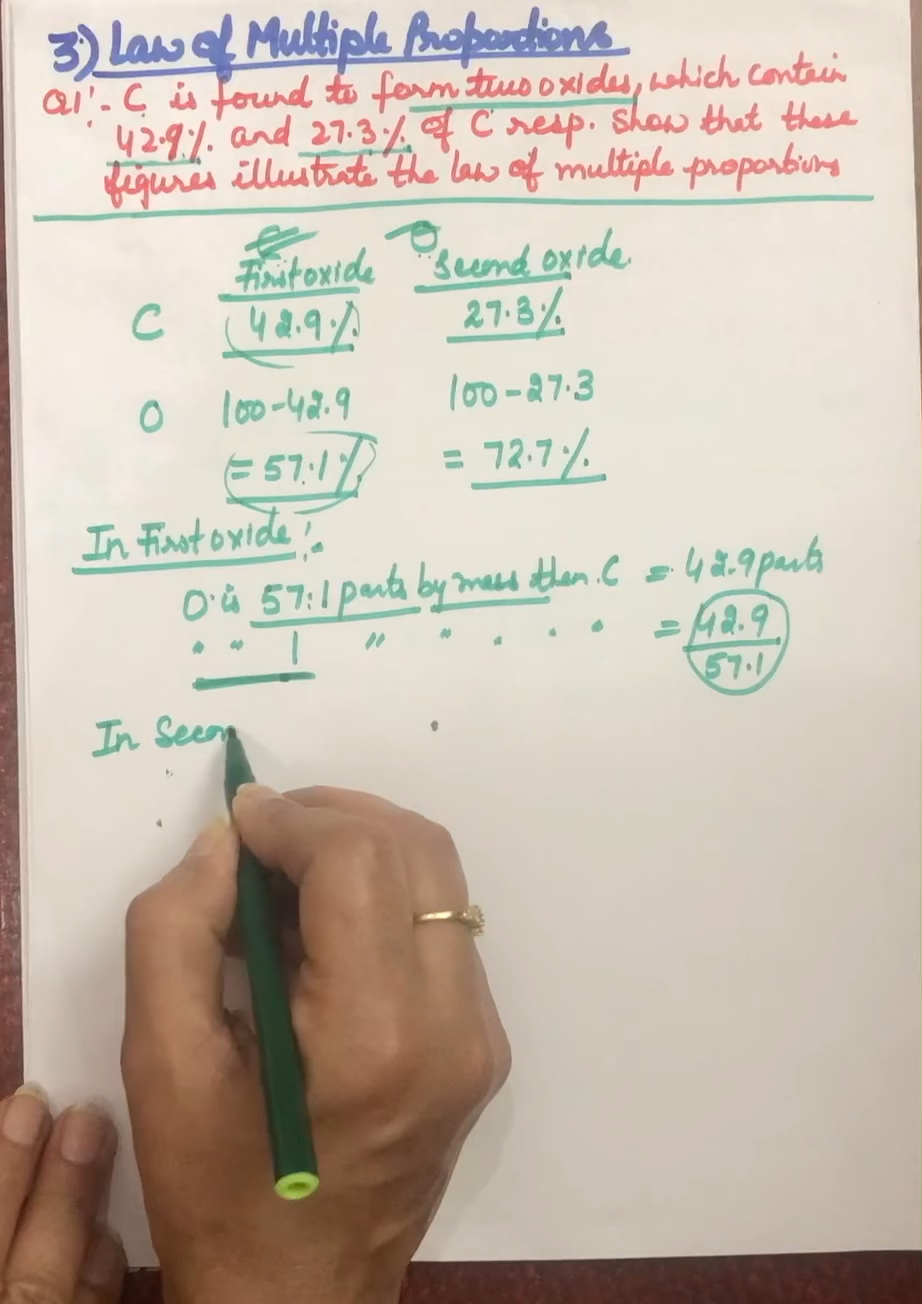 3) Law of Multiple Proportions
Q1:- C is found to form two oxides, which contain
42.9% and 27.3% of C resp. Show that these
figures illustrate the law of multiple proportions
First oxide Second oxide.
C 42.9% 27.3%
O 100-42.9 100-27.3
= 57.1% = 72.7%
In First oxide:-
O is 57.1 parts by mass then C = 42.9 parts
" " 1 " " " " " = 42.9
57.1
In Secon